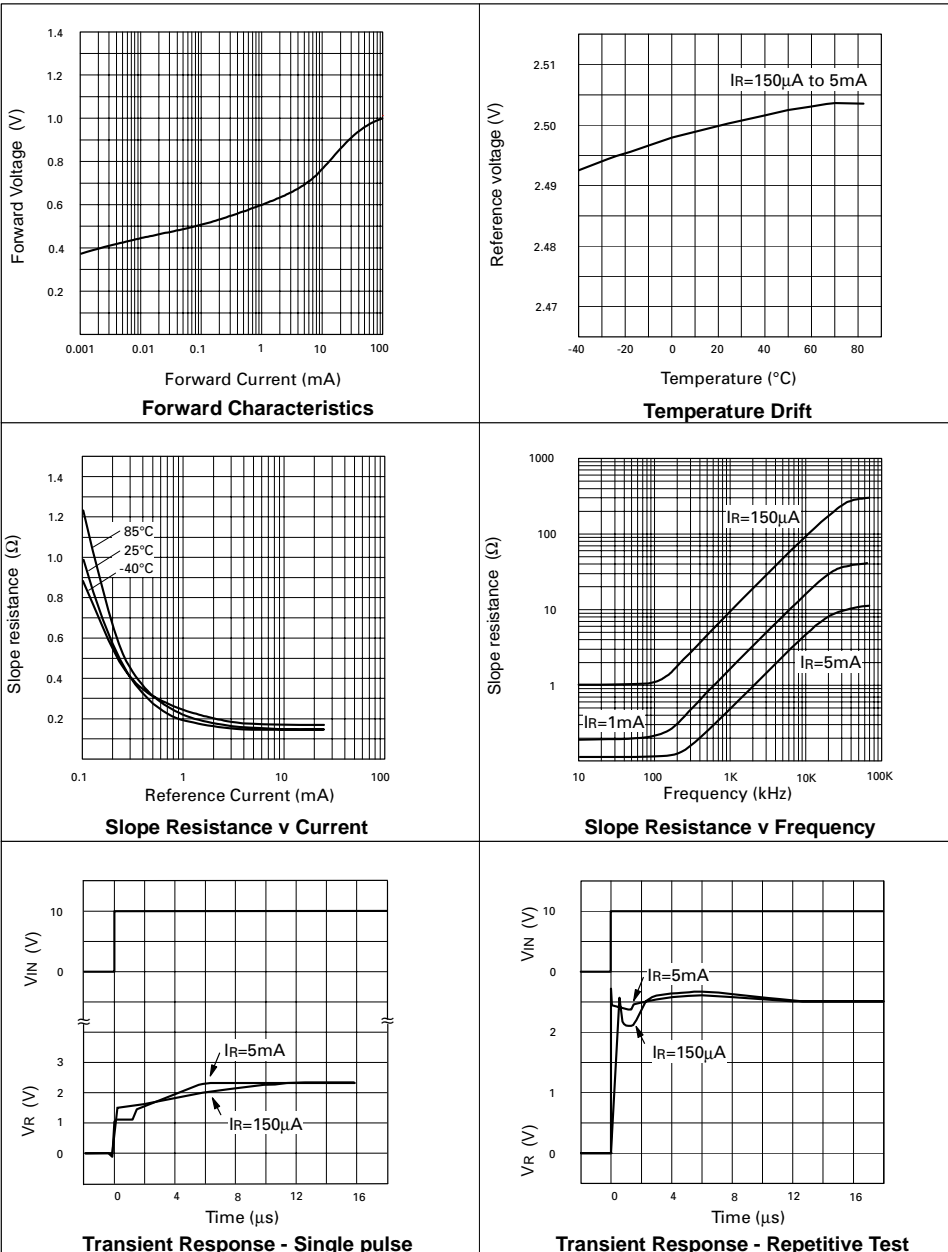 1.4
1.2
1.0
0.8
0.6
0.4
0.2
Forward Voltage (V)
0.001 0.01 0.1 1 10 100
Forward Current (mA)
Forward Characteristics
2.51
2.50
2.49
2.48
2.47
Reference voltage (V)
IR=150µA to 5mA
-40 -20 0 20 40 60 80
Temperature (°C)
Temperature Drift
1.4
1.2
1.0
0.8
0.6
0.4
0.2
Slope resistance (Ω)
85°C
25°C
-40°C
0.1 1 10 100
Reference Current (mA)
Slope Resistance v Current
1000
100
10
1
Slope resistance (Ω)
IR=150µA
IR=5mA
IR=1mA
10 100 1K 10K 100K
Frequency (kHz)
Slope Resistance v Frequency
10
0
VIN (V)
≈ ≈
3
2
1
0
VR (V)
IR=5mA
IR=150µA
0 4 8 12 16
Time (µs)
Transient Response - Single pulse
10
0
VIN (V)
2
1
0
VR (V)
IR=5mA
IR=150µA
0 4 8 12 16
Time (µs)
Transient Response - Repetitive Test